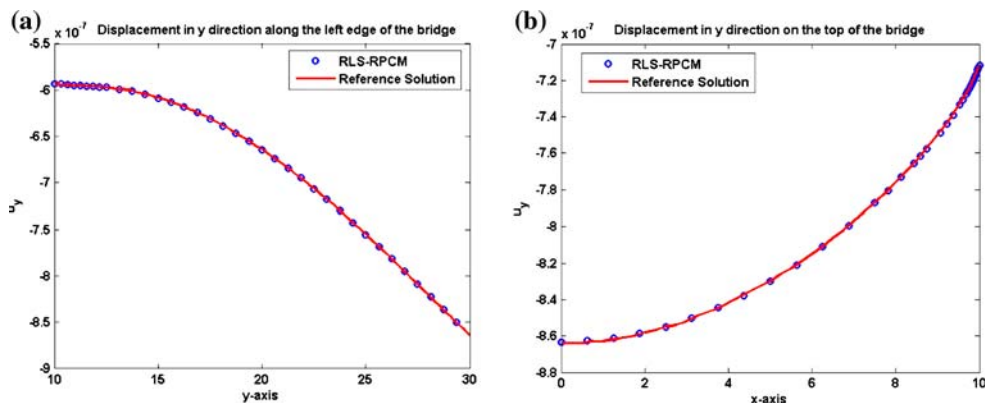 (a)
x 10⁻⁷
Displacement in y direction along the left edge of the bridge
RLS-RPCM
Reference Solution
-5.5
-6
-6.5
-7
-7.5
-8
-8.5
-9
u_y
10
15
20
25
30
y-axis
(b)
x 10⁻⁷
Displacement in y direction on the top of the bridge
RLS-RPCM
Reference Solution
-7
-7.2
-7.4
-7.6
-7.8
-8
-8.2
-8.4
-8.6
-8.8
u_y
0
2
4
6
8
10
x-axis